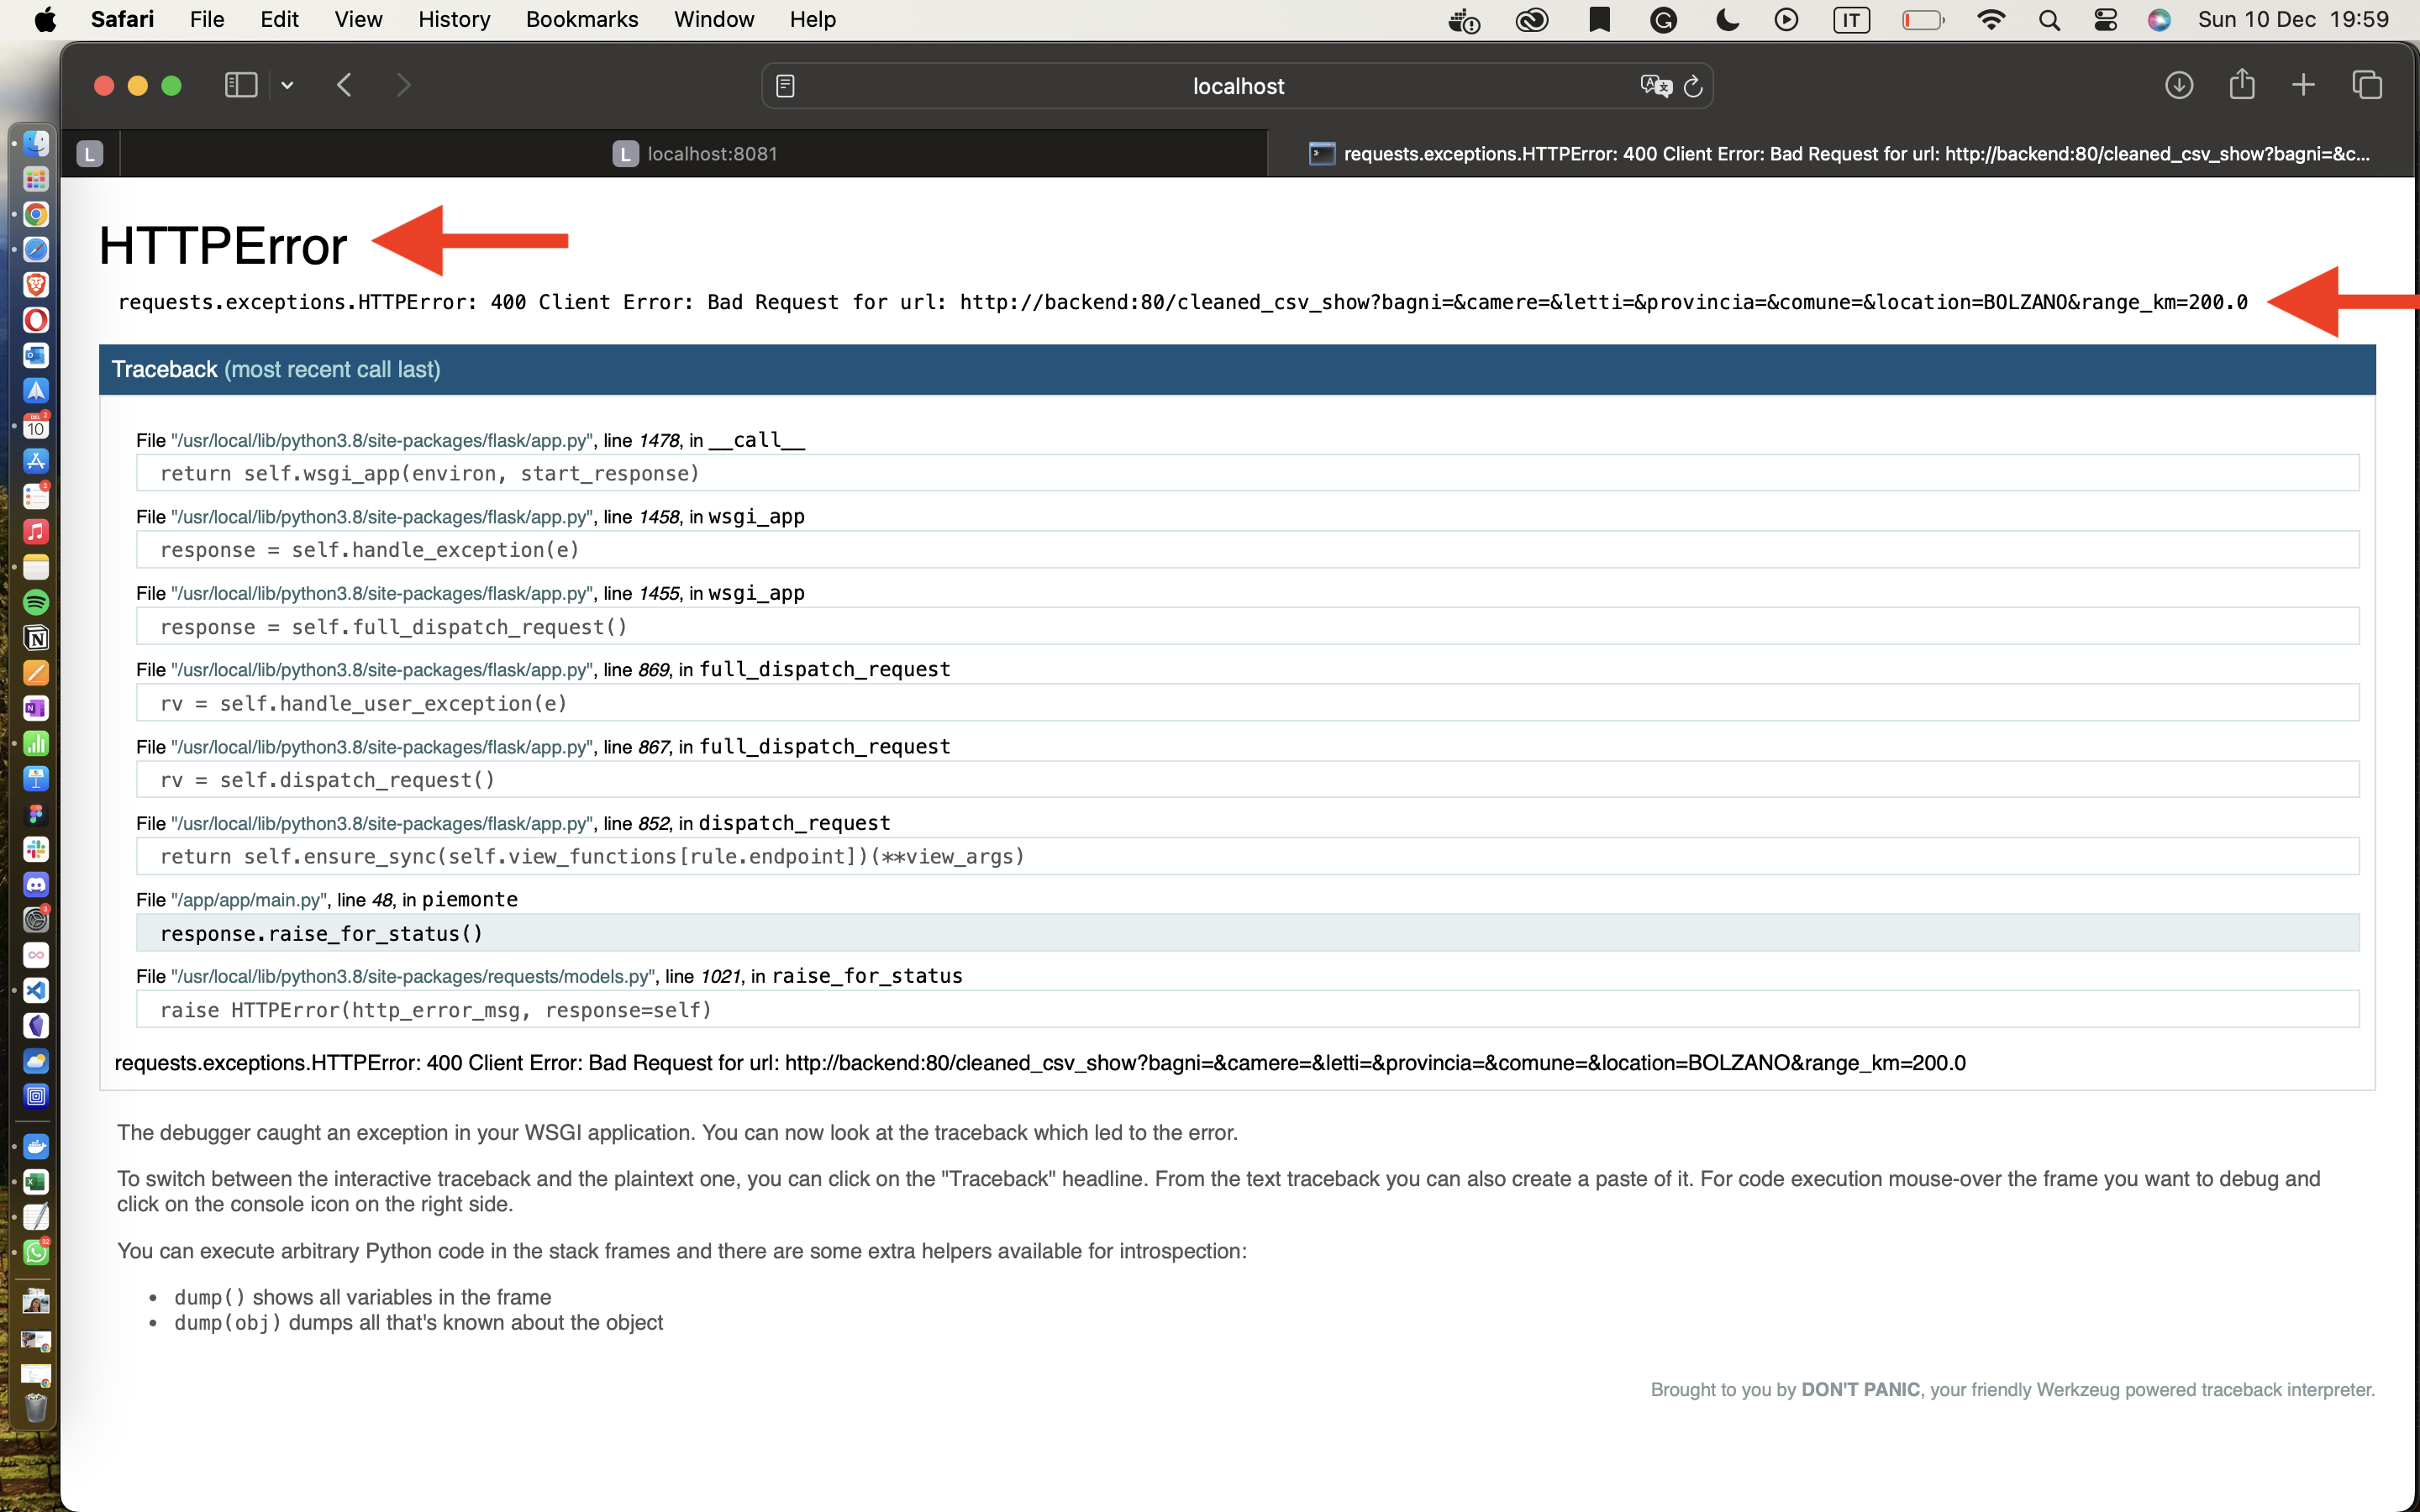 Safari File Edit View History Bookmarks Window Help IT Sun 10 Dec 19:59
localhost
L L localhost:8081 requests.exceptions.HTTPError: 400 Client Error: Bad Request for url: http://backend:80/cleaned_csv_show?bagni=&c...
HTTPError
requests.exceptions.HTTPError: 400 Client Error: Bad Request for url: http://backend:80/cleaned_csv_show?bagni=&camere=&letti=&provincia=&comune=&location=BOLZANO&range_km=200.0
Traceback (most recent call last)
File "/usr/local/lib/python3.8/site-packages/flask/app.py", line 1478, in __call__
return self.wsgi_app(environ, start_response)
File "/usr/local/lib/python3.8/site-packages/flask/app.py", line 1458, in wsgi_app
response = self.handle_exception(e)
File "/usr/local/lib/python3.8/site-packages/flask/app.py", line 1455, in wsgi_app
response = self.full_dispatch_request()
File "/usr/local/lib/python3.8/site-packages/flask/app.py", line 869, in full_dispatch_request
rv = self.handle_user_exception(e)
File "/usr/local/lib/python3.8/site-packages/flask/app.py", line 867, in full_dispatch_request
rv = self.dispatch_request()
File "/usr/local/lib/python3.8/site-packages/flask/app.py", line 852, in dispatch_request
return self.ensure_sync(self.view_functions[rule.endpoint])(**view_args)
File "/app/app/main.py", line 48, in piemonte
response.raise_for_status()
File "/usr/local/lib/python3.8/site-packages/requests/models.py", line 1021, in raise_for_status
raise HTTPError(http_error_msg, response=self)
requests.exceptions.HTTPError: 400 Client Error: Bad Request for url: http://backend:80/cleaned_csv_show?bagni=&camere=&letti=&provincia=&comune=&location=BOLZANO&range_km=200.0
The debugger caught an exception in your WSGI application. You can now look at the traceback which led to the error.
To switch between the interactive traceback and the plaintext one, you can click on the "Traceback" headline. From the text traceback you can also create a paste of it. For code execution mouse-over the frame you want to debug and
click on the console icon on the right side.
You can execute arbitrary Python code in the stack frames and there are some extra helpers available for introspection:
• dump() shows all variables in the frame
• dump(obj) dumps all that's known about the object
Brought to you by DON'T PANIC, your friendly Werkzeug powered traceback interpreter.